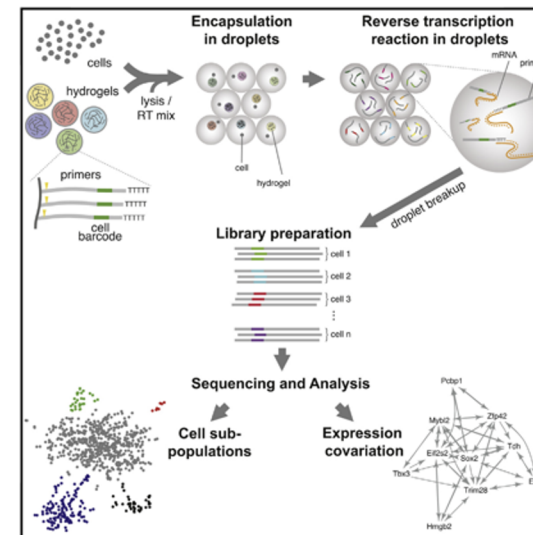 Encapsulation
in droplets
Reverse transcription
reaction in droplets
cells
hydrogels
lysis /
RT mix
mRNA
cell
hydrogel
primers
TTTTT
TTTTT
TTTTT
cell
barcode
droplet breakup
Library preparation
cell 1
cell 2
cell 3
cell n
Sequencing and Analysis
Cell sub-
populations
Expression
covariation
Pcbp1
Mybl2
Zfp42
Eif2s2
Sox2
Tdh
Tbx3
Trim28
Hmgb2